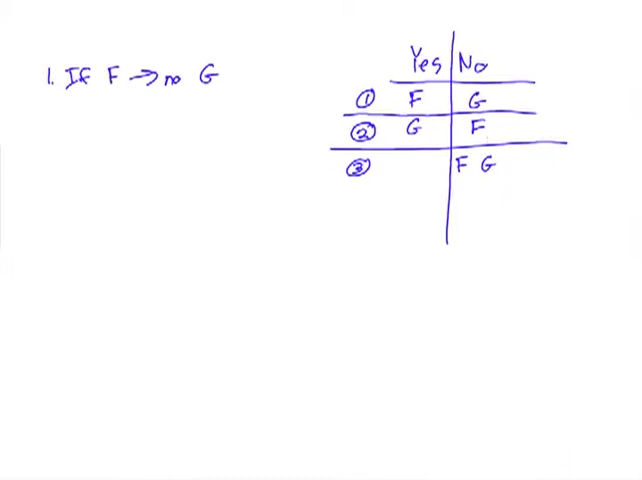 1. If F → no G
Yes No
① F G
② G F
③ F G